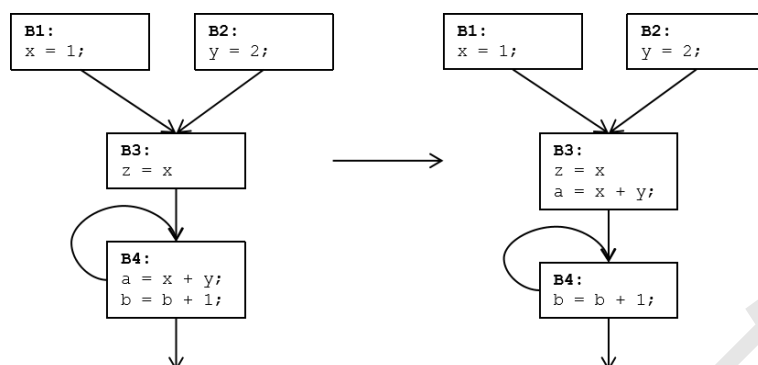 B1:
x = 1;
B2:
y = 2;
B3:
z = x
B4:
a = x + y;
b = b + 1;
B1:
x = 1;
B2:
y = 2;
B3:
z = x
a = x + y;
B4:
b = b + 1;